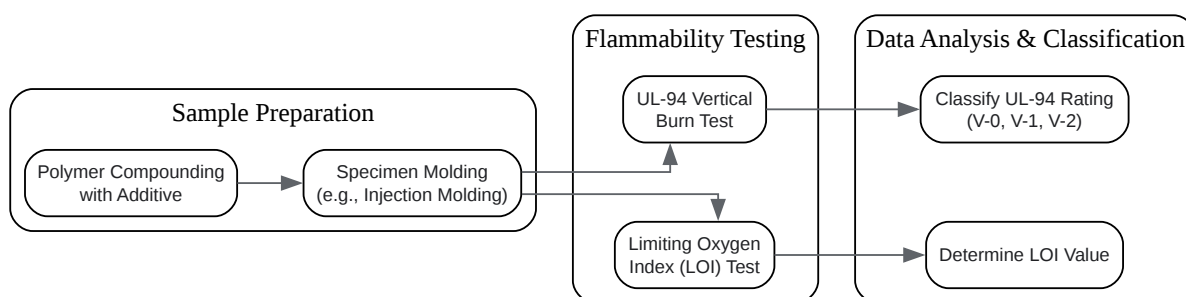 Sample Preparation
Polymer Compounding
with Additive
Specimen Molding
(e.g., Injection Molding)
Flammability Testing
UL-94 Vertical
Burn Test
Limiting Oxygen
Index (LOI) Test
Data Analysis & Classification
Classify UL-94 Rating
(V-0, V-1, V-2)
Determine LOI Value